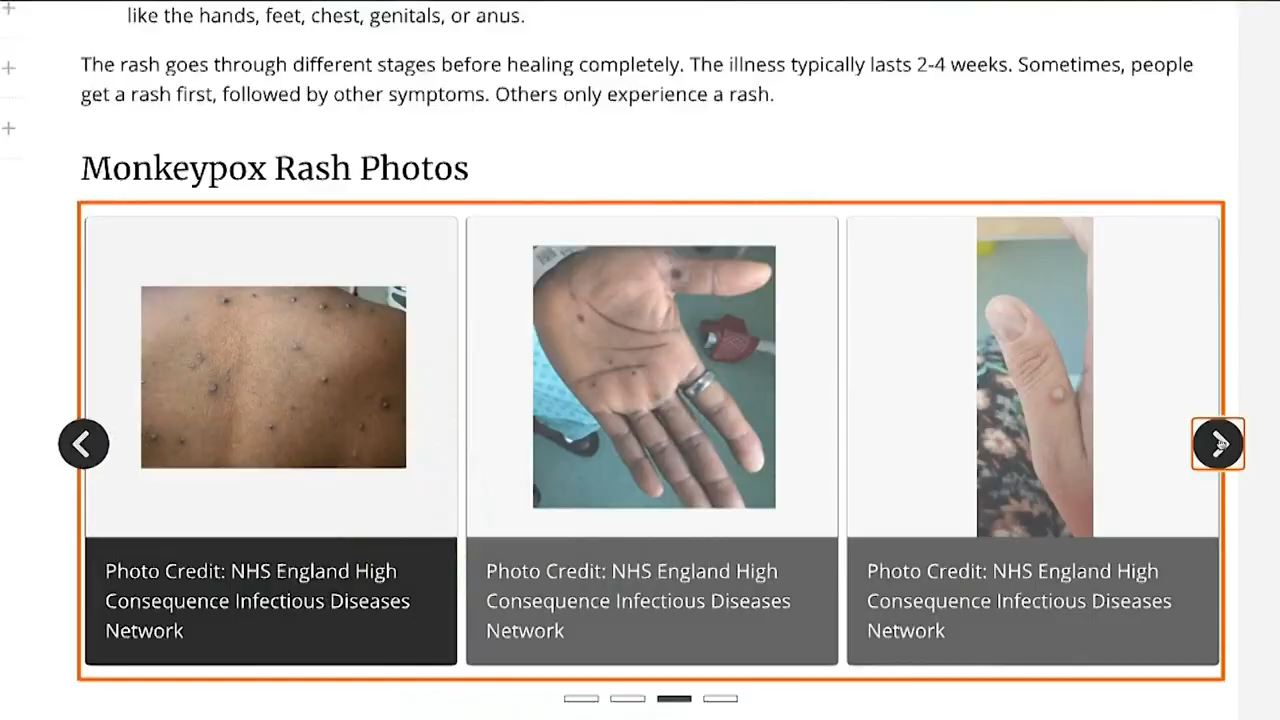 like the hands, feet, chest, genitals, or anus.
The rash goes through different stages before healing completely. The illness typically lasts 2-4 weeks. Sometimes, people
get a rash first, followed by other symptoms. Others only experience a rash.
Monkeypox Rash Photos
Photo Credit: NHS England High
Consequence Infectious Diseases
Network
Photo Credit: NHS England High
Consequence Infectious Diseases
Network
Photo Credit: NHS England High
Consequence Infectious Diseases
Network